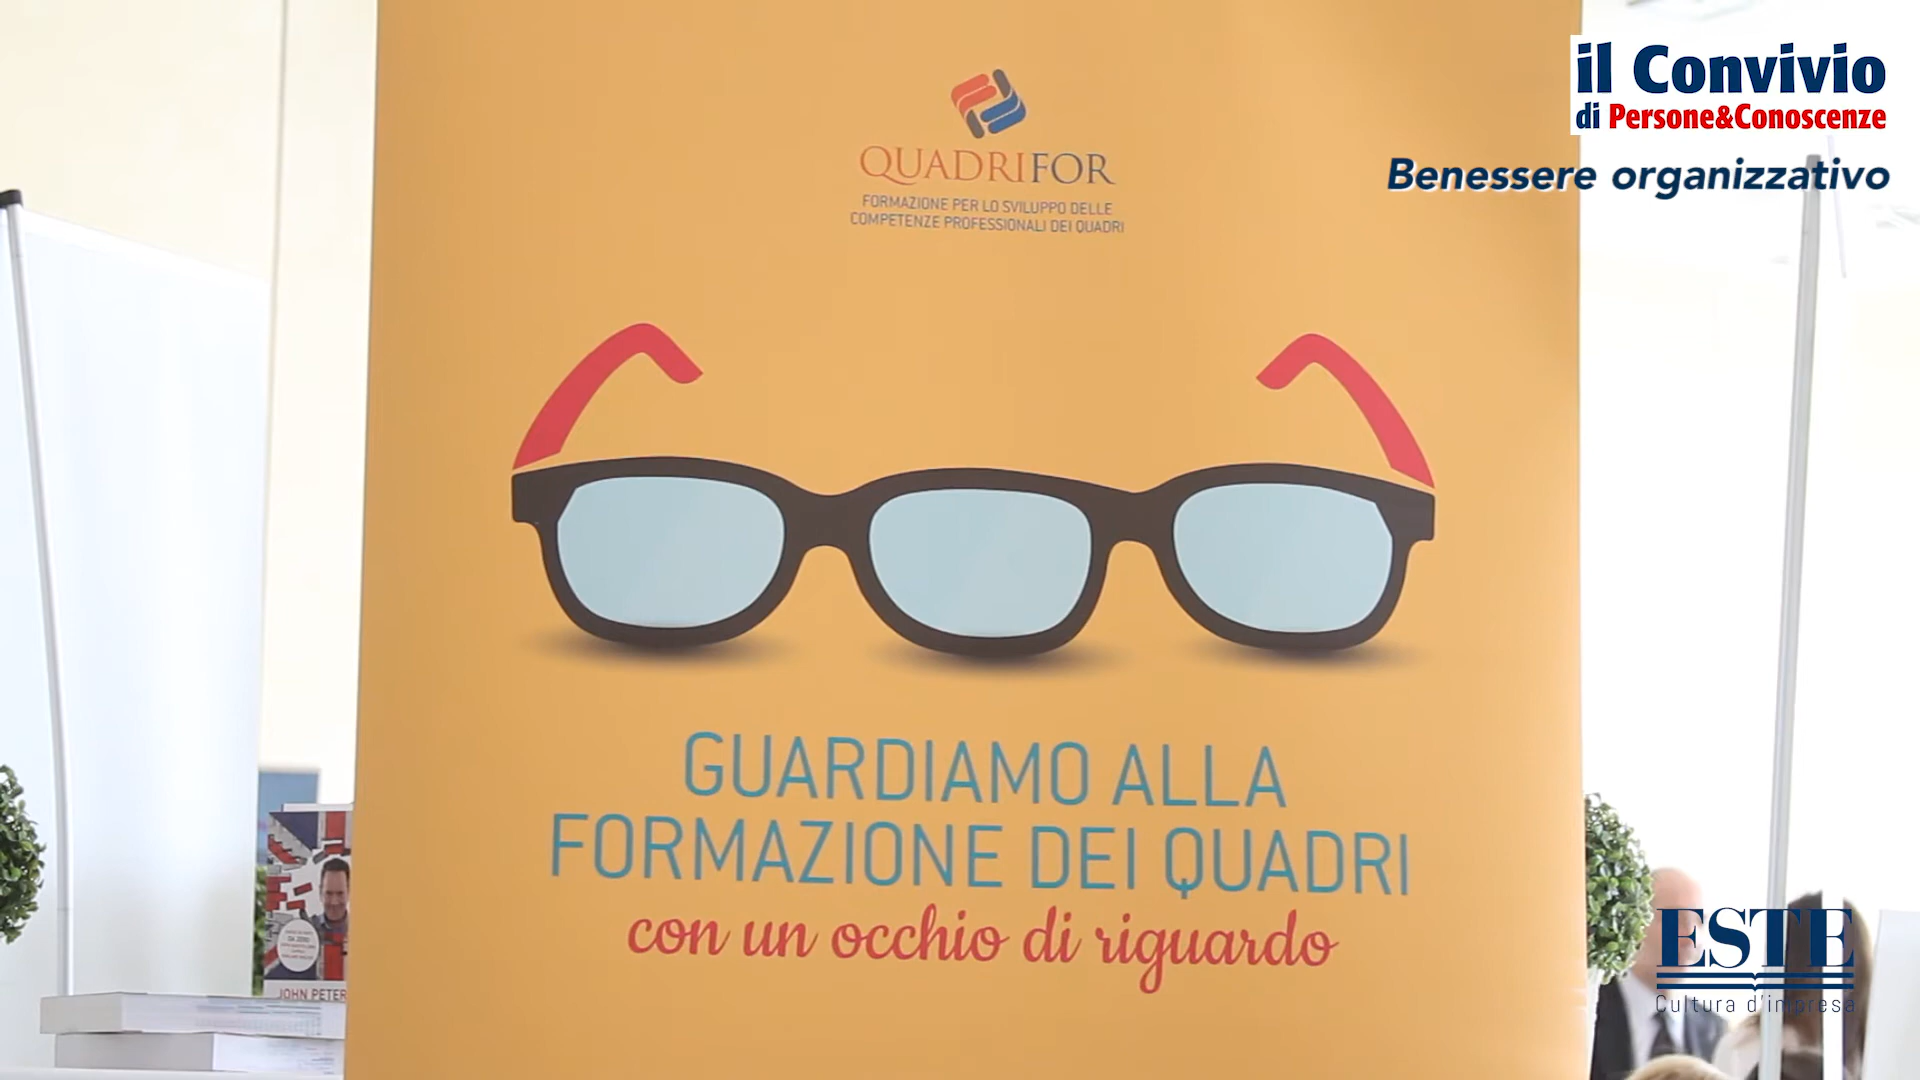 il Convivio
di Persone&Conoscenze
Benessere organizzativo
QUADRIFOR
FORMAZIONE PER LO SVILUPPO DELLE
COMPETENZE PROFESSIONALI DEI QUADRI
GUARDIAMO ALLA
FORMAZIONE DEI QUADRI
con un occhio di riguardo
JOHN PETER
ESTE
Cultura d'impresa